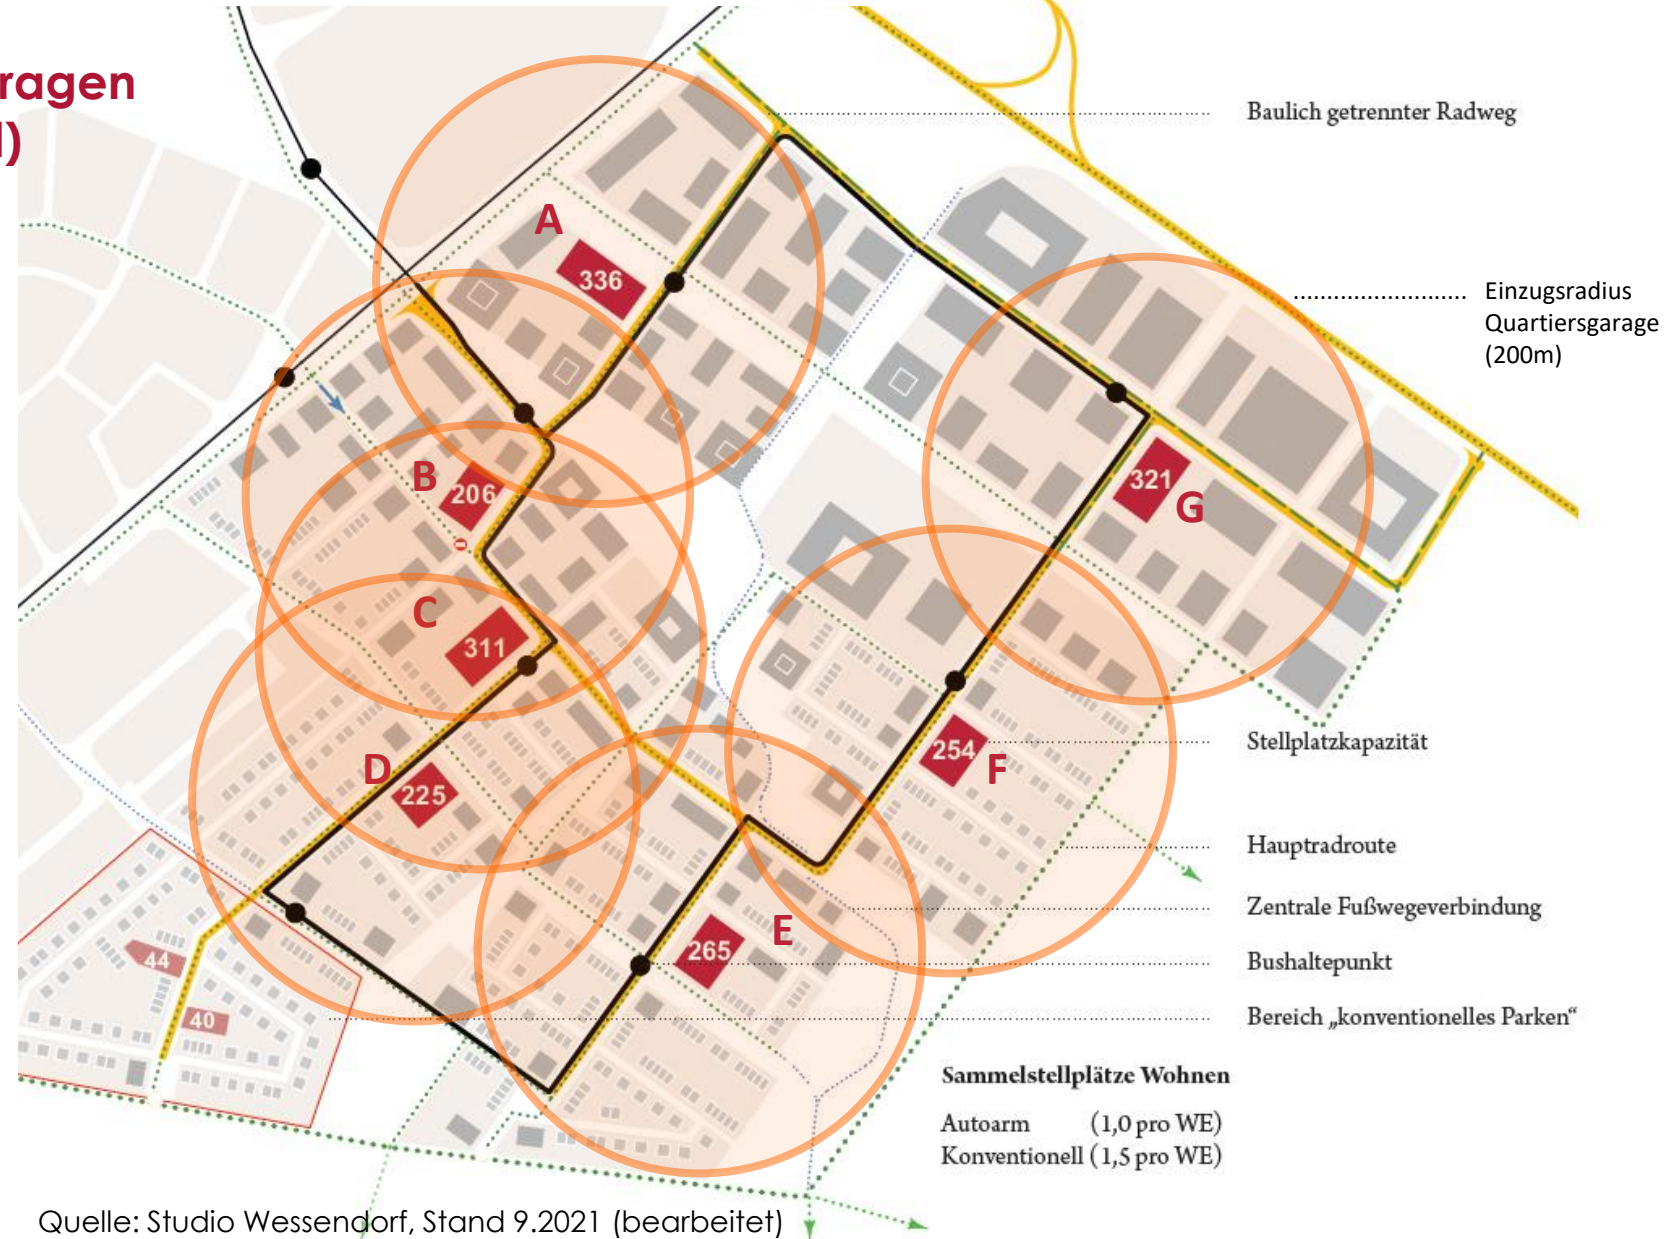 ragen
)
Baulich getrennter Radweg
A
336
Einzugsradius
Quartiersgarage
(200m)
B
206
321
G
C
311
Stellplatzkapazität
254
F
D
225
Hauptradroute
Zentrale Fußwegeverbindung
E
265
Bushaltepunkt
44
40
Bereich „konventionelles Parken“
Sammelstellplätze Wohnen
Autoarm (1,0 pro WE)
Konventionell (1,5 pro WE)
Quelle: Studio Wessendorf, Stand 9.2021 (bearbeitet)